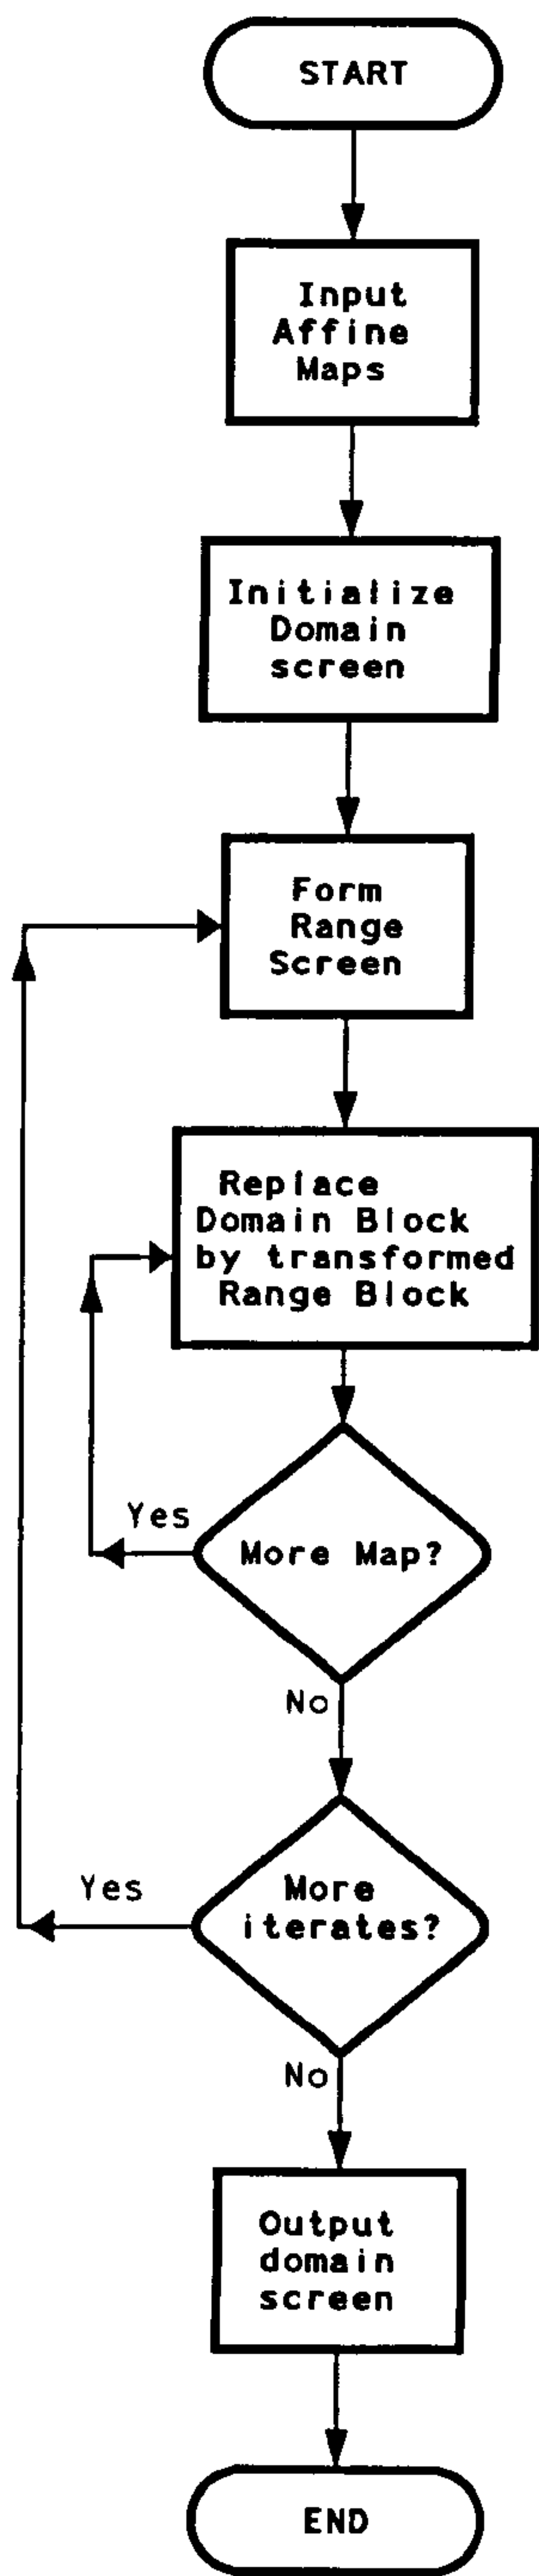 START
Input
Affine
Maps
Initialize
Domain
screen
Form
Range
Screen
Replace
Domain Block
by transformed
Range Block
Yes
More Map?
No
Yes
More
iterates?
No
Output
domain
screen
END